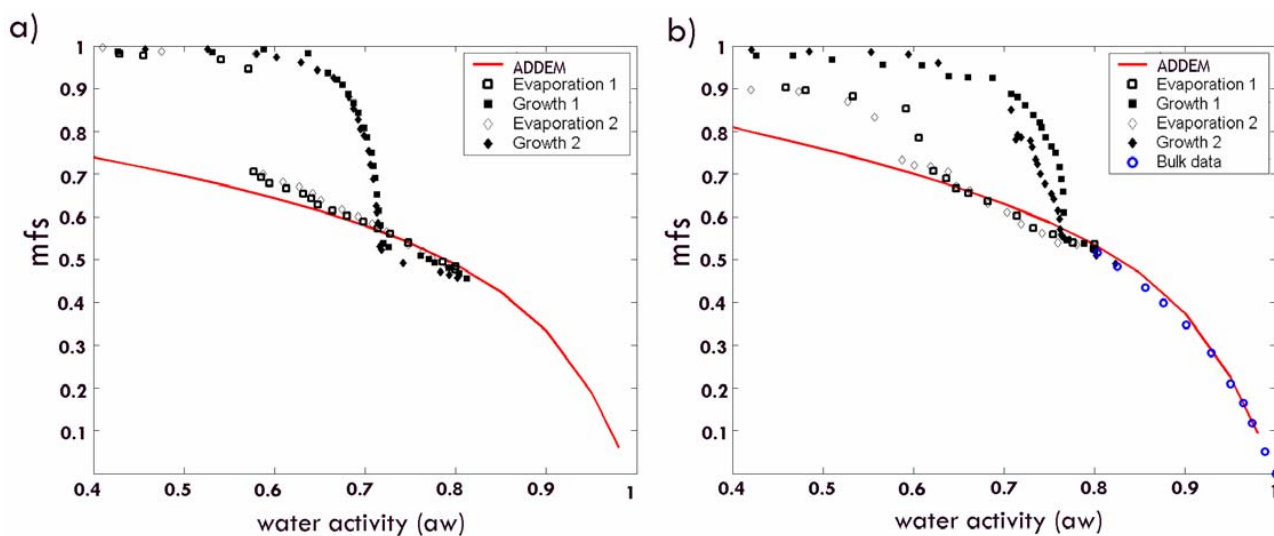 a)
1
0.9
0.8
0.7
0.6
0.5
0.4
0.3
0.2
0.1
mfs
0.4 0.5 0.6 0.7 0.8 0.9 1
water activity (aw)
ADDEM
Evaporation 1
Growth 1
Evaporation 2
Growth 2
b)
1
0.9
0.8
0.7
0.6
0.5
0.4
0.3
0.2
0.1
mfs
0.4 0.5 0.6 0.7 0.8 0.9 1
water activity (aw)
ADDEM
Evaporation 1
Growth 1
Evaporation 2
Growth 2
Bulk data